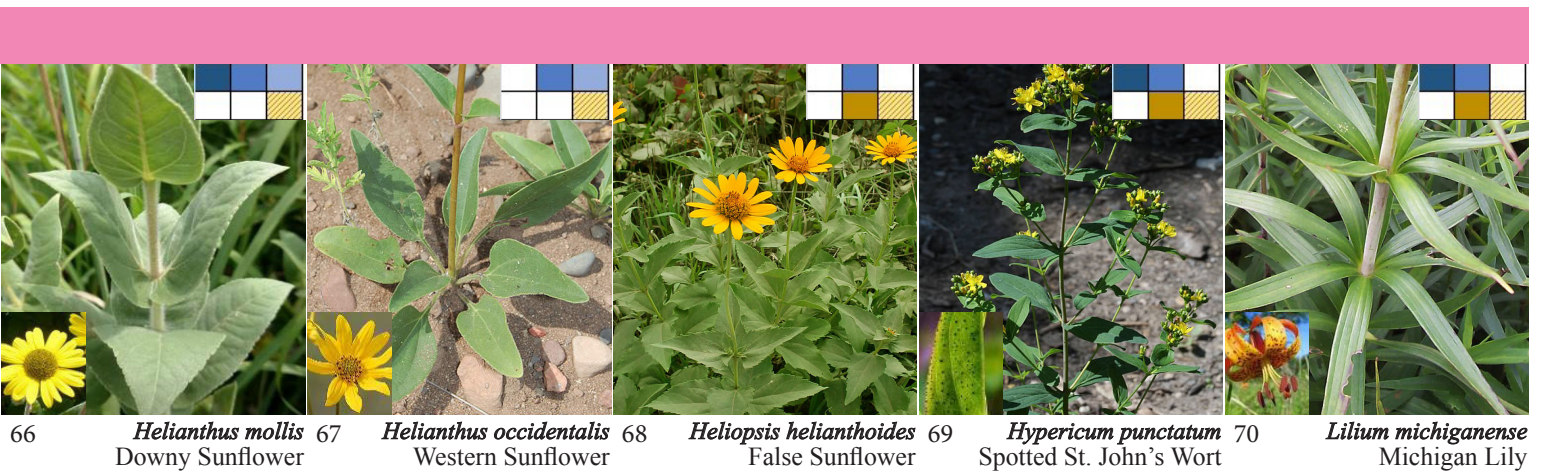 66 Helianthus mollis
Downy Sunflower
67 Helianthus occidentalis
Western Sunflower
68 Heliopsis helianthoides
False Sunflower
69 Hypericum punctatum
Spotted St. John's Wort
70 Lilium michiganense
Michigan Lily